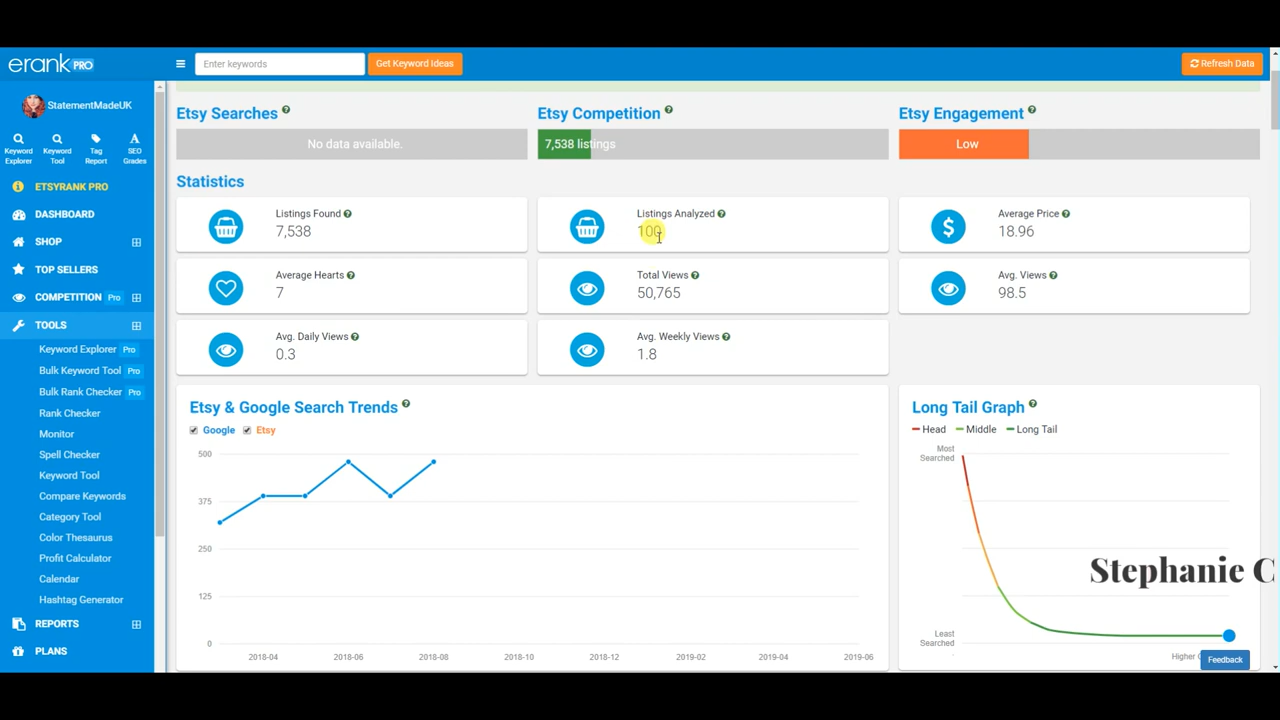 erank PRO
Enter keywords
Get Keyword Ideas
Refresh Data
StatementMadeUK
Keyword Explorer
Keyword Tool
Tag Report
SEO Grades
ETSYRANK PRO
DASHBOARD
SHOP
TOP SELLERS
COMPETITION Pro
TOOLS
Keyword Explorer Pro
Bulk Keyword Tool Pro
Bulk Rank Checker Pro
Rank Checker
Monitor
Spell Checker
Keyword Tool
Compare Keywords
Category Tool
Color Thesaurus
Profit Calculator
Calendar
Hashtag Generator
REPORTS
PLANS
Etsy Searches ?
No data available.
Etsy Competition ?
7,538 listings
Etsy Engagement ?
Low
Statistics
Listings Found ?
7,538
Listings Analyzed ?
100
Average Price ?
18.96
Average Hearts ?
7
Total Views ?
50,765
Avg. Views ?
98.5
Avg. Daily Views ?
0.3
Avg. Weekly Views ?
1.8
Etsy & Google Search Trends ?
Google Etsy
500
375
250
125
0
2018-04 2018-06 2018-08 2018-10 2018-12 2019-02 2019-04 2019-06
Long Tail Graph ?
Head Middle Long Tail
Most
Searched
Least
Searched
Higher C
Stephanie C
Feedback